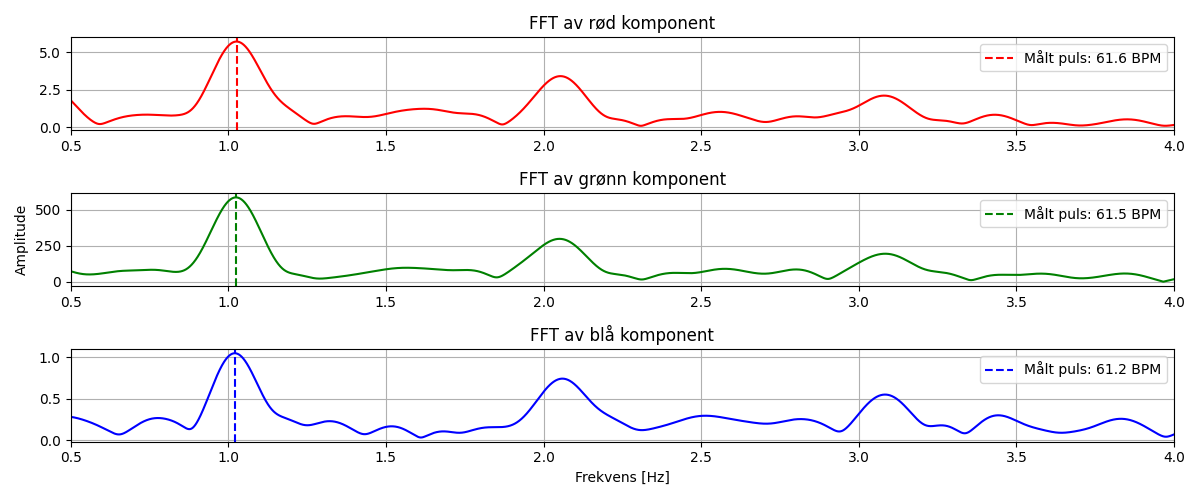 FFT av rød komponent
5.0
2.5
0.0
Målt puls: 61.6 BPM
0.5 1.0 1.5 2.0 2.5 3.0 3.5 4.0
FFT av grønn komponent
Amplitude
500
250
0
Målt puls: 61.5 BPM
0.5 1.0 1.5 2.0 2.5 3.0 3.5 4.0
FFT av blå komponent
1.0
0.5
0.0
Målt puls: 61.2 BPM
0.5 1.0 1.5 2.0 2.5 3.0 3.5 4.0
Frekvens [Hz]